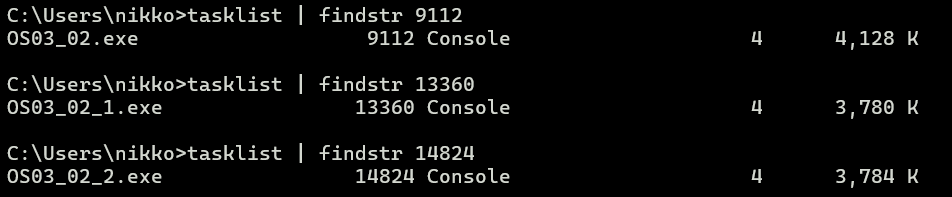 C:\Users\nikko>tasklist | findstr 9112
OS03_02.exe                   9112 Console                    4      4,128 K
C:\Users\nikko>tasklist | findstr 13360
OS03_02_1.exe                13360 Console                    4      3,780 K
C:\Users\nikko>tasklist | findstr 14824
OS03_02_2.exe                14824 Console                    4      3,784 K